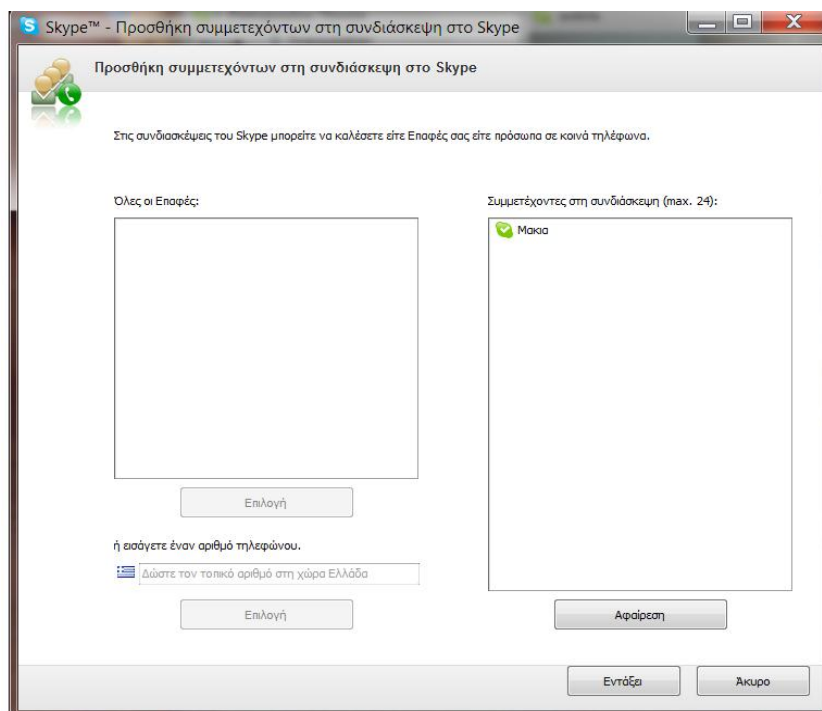 Skype™ - Προσθήκη συμμετεχόντων στη συνδιάσκεψη στο Skype
Προσθήκη συμμετεχόντων στη συνδιάσκεψη στο Skype
Στις συνδιασκέψεις του Skype μπορείτε να καλέσετε είτε Επαφές σας είτε πρόσωπα σε κοινά τηλέφωνα.
Όλες οι Επαφές:
Επιλογή
ή εισάγετε έναν αριθμό τηλεφώνου.
Δώστε τον τοπικό αριθμό στη χώρα Ελλάδα
Επιλογή
Συμμετέχοντες στη συνδιάσκεψη (max. 24):
Μακια
Αφαίρεση
Εντάξει
Άκυρο